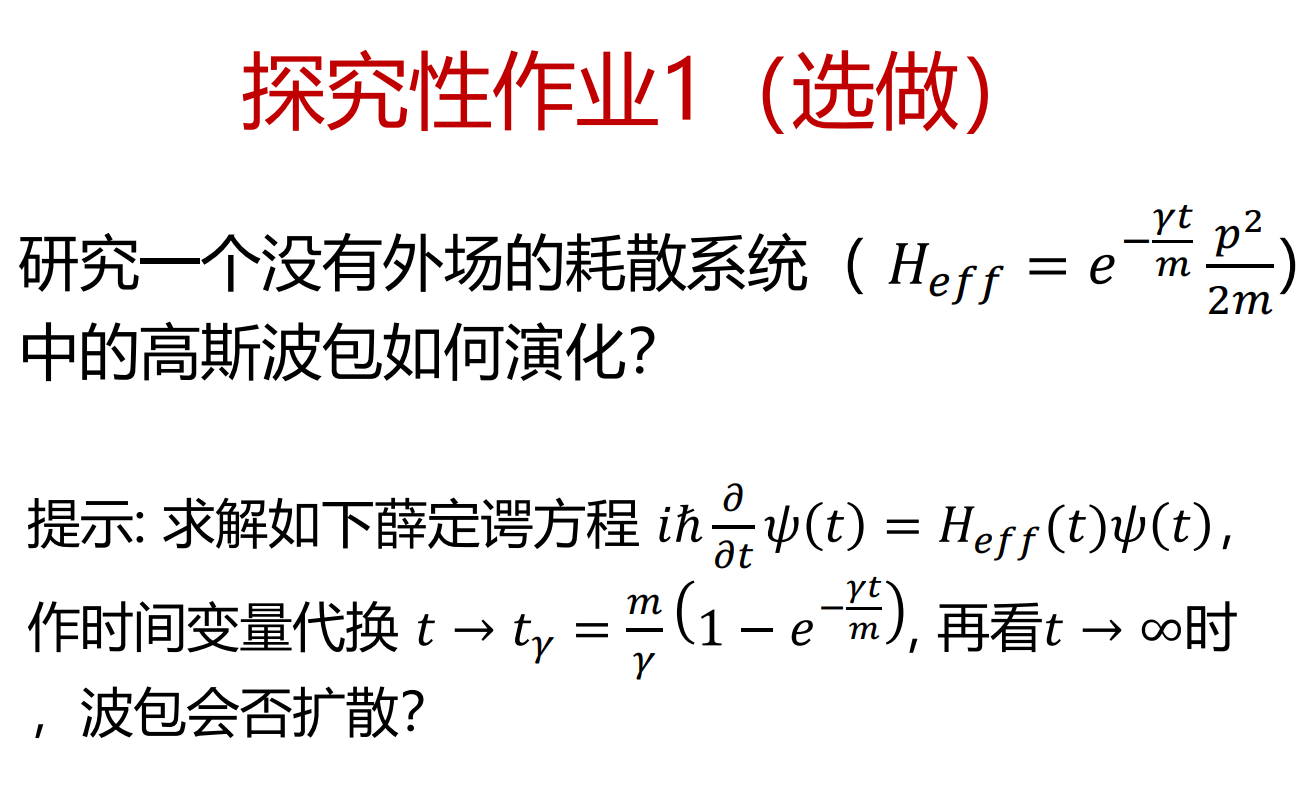 探究性作业1（选做）
研究一个没有外场的耗散系统（ $H_{eff} = e^{-\frac{\gamma t}{m}} \frac{p^2}{2m}$)
中的高斯波包如何演化？
提示: 求解如下薛定谔方程 $i\hbar \frac{\partial}{\partial t} \psi(t) = H_{eff}(t)\psi(t)$ ,
作时间变量代换 $t \rightarrow t_\gamma = \frac{m}{\gamma}\left(1 - e^{-\frac{\gamma t}{m}}\right)$, 再看$t \rightarrow \infty$时
，波包会否扩散？